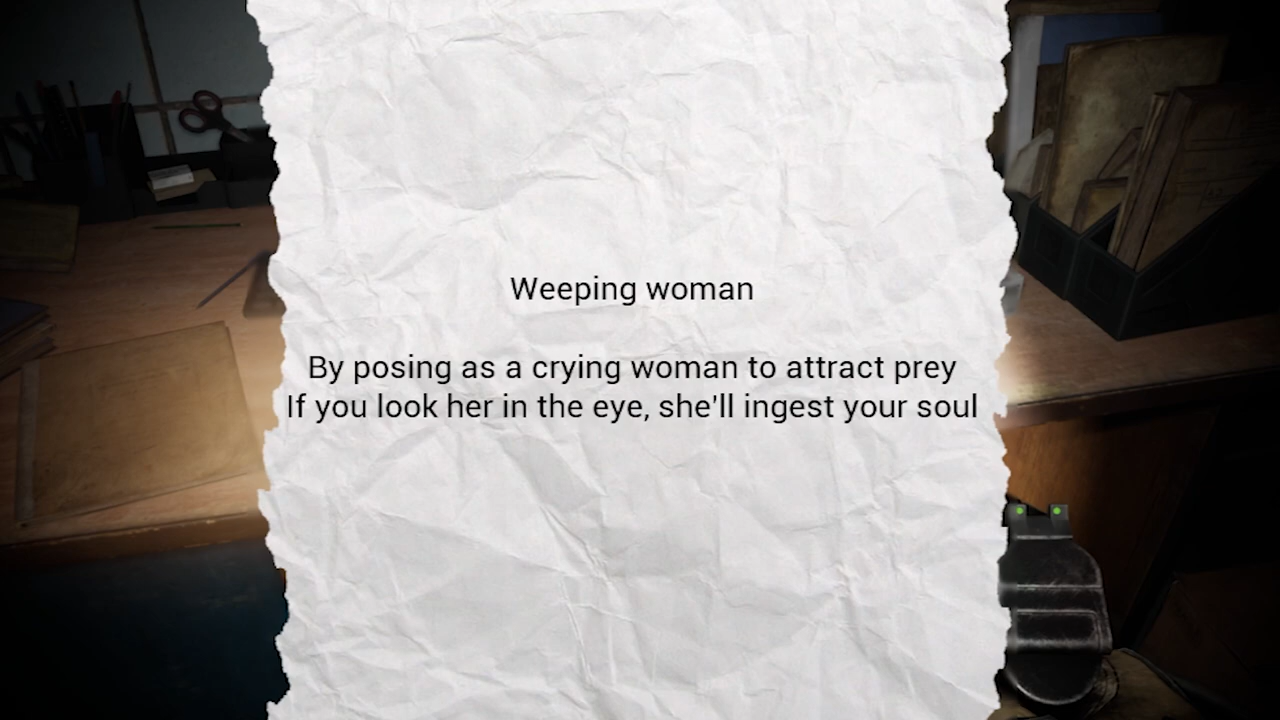 Weeping woman
By posing as a crying woman to attract prey
If you look her in the eye, she'll ingest your soul